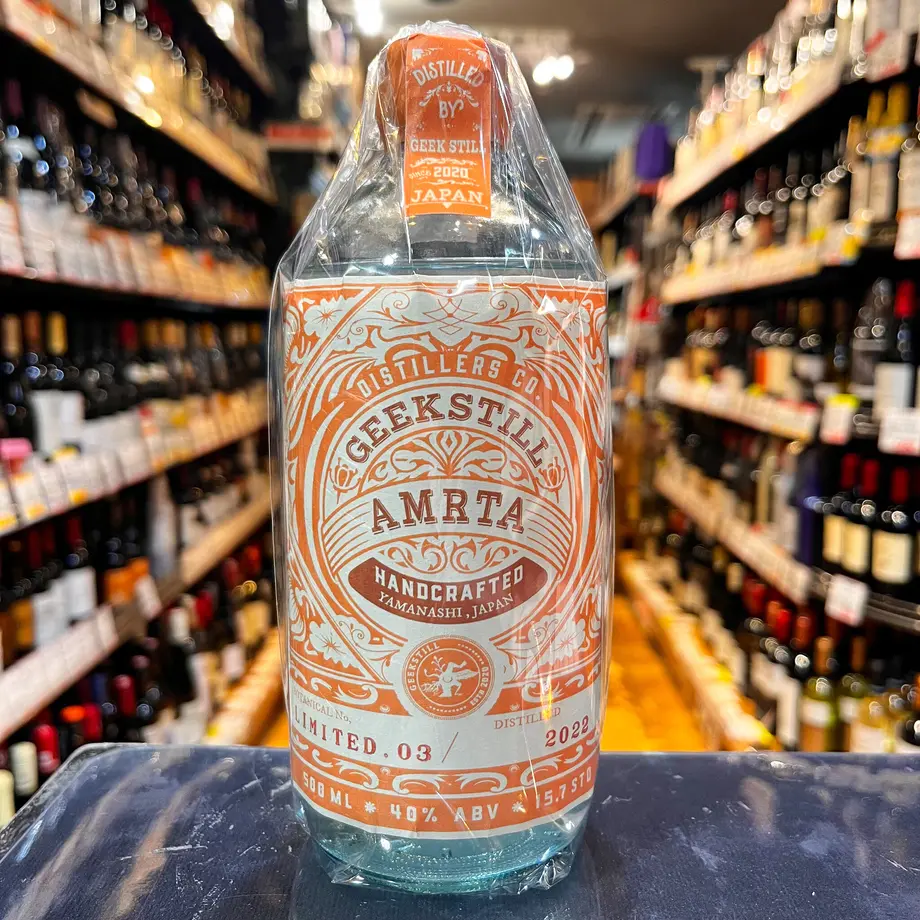 DISTILLED
BY
GEEK STILL
SINCE 2020
JAPAN
DISTILLERS CO
GEEKSTILL
AMRTA
HANDCRAFTED
YAMANASHI, JAPAN
GEEKSTILL
BOTANICAL No,
LIMITED.03 /
DISTILLED
2022
500 ML * 40% ABV * 15.7 STD